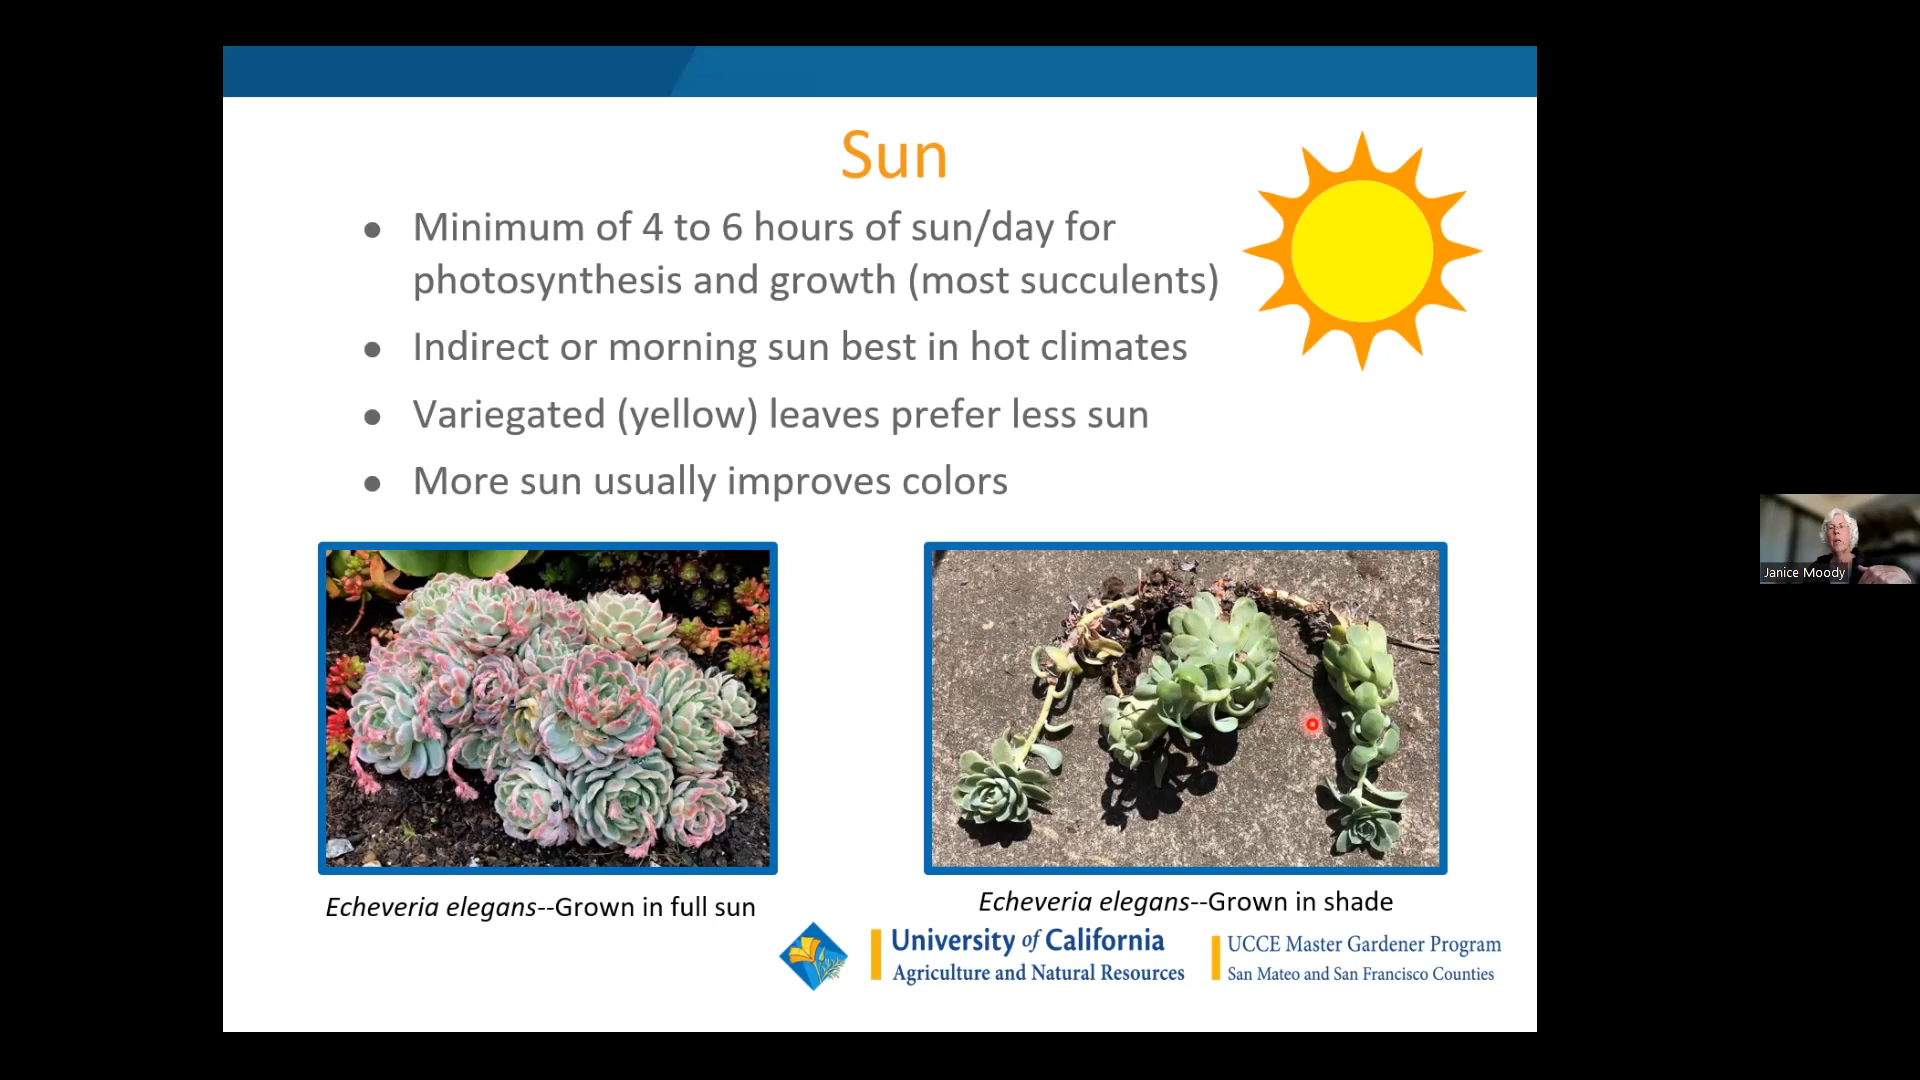 Sun
● Minimum of 4 to 6 hours of sun/day for
photosynthesis and growth (most succulents)
● Indirect or morning sun best in hot climates
● Variegated (yellow) leaves prefer less sun
● More sun usually improves colors
Echeveria elegans--Grown in full sun
Echeveria elegans--Grown in shade
University of California
Agriculture and Natural Resources
UCCE Master Gardener Program
San Mateo and San Francisco Counties
Janice Moody